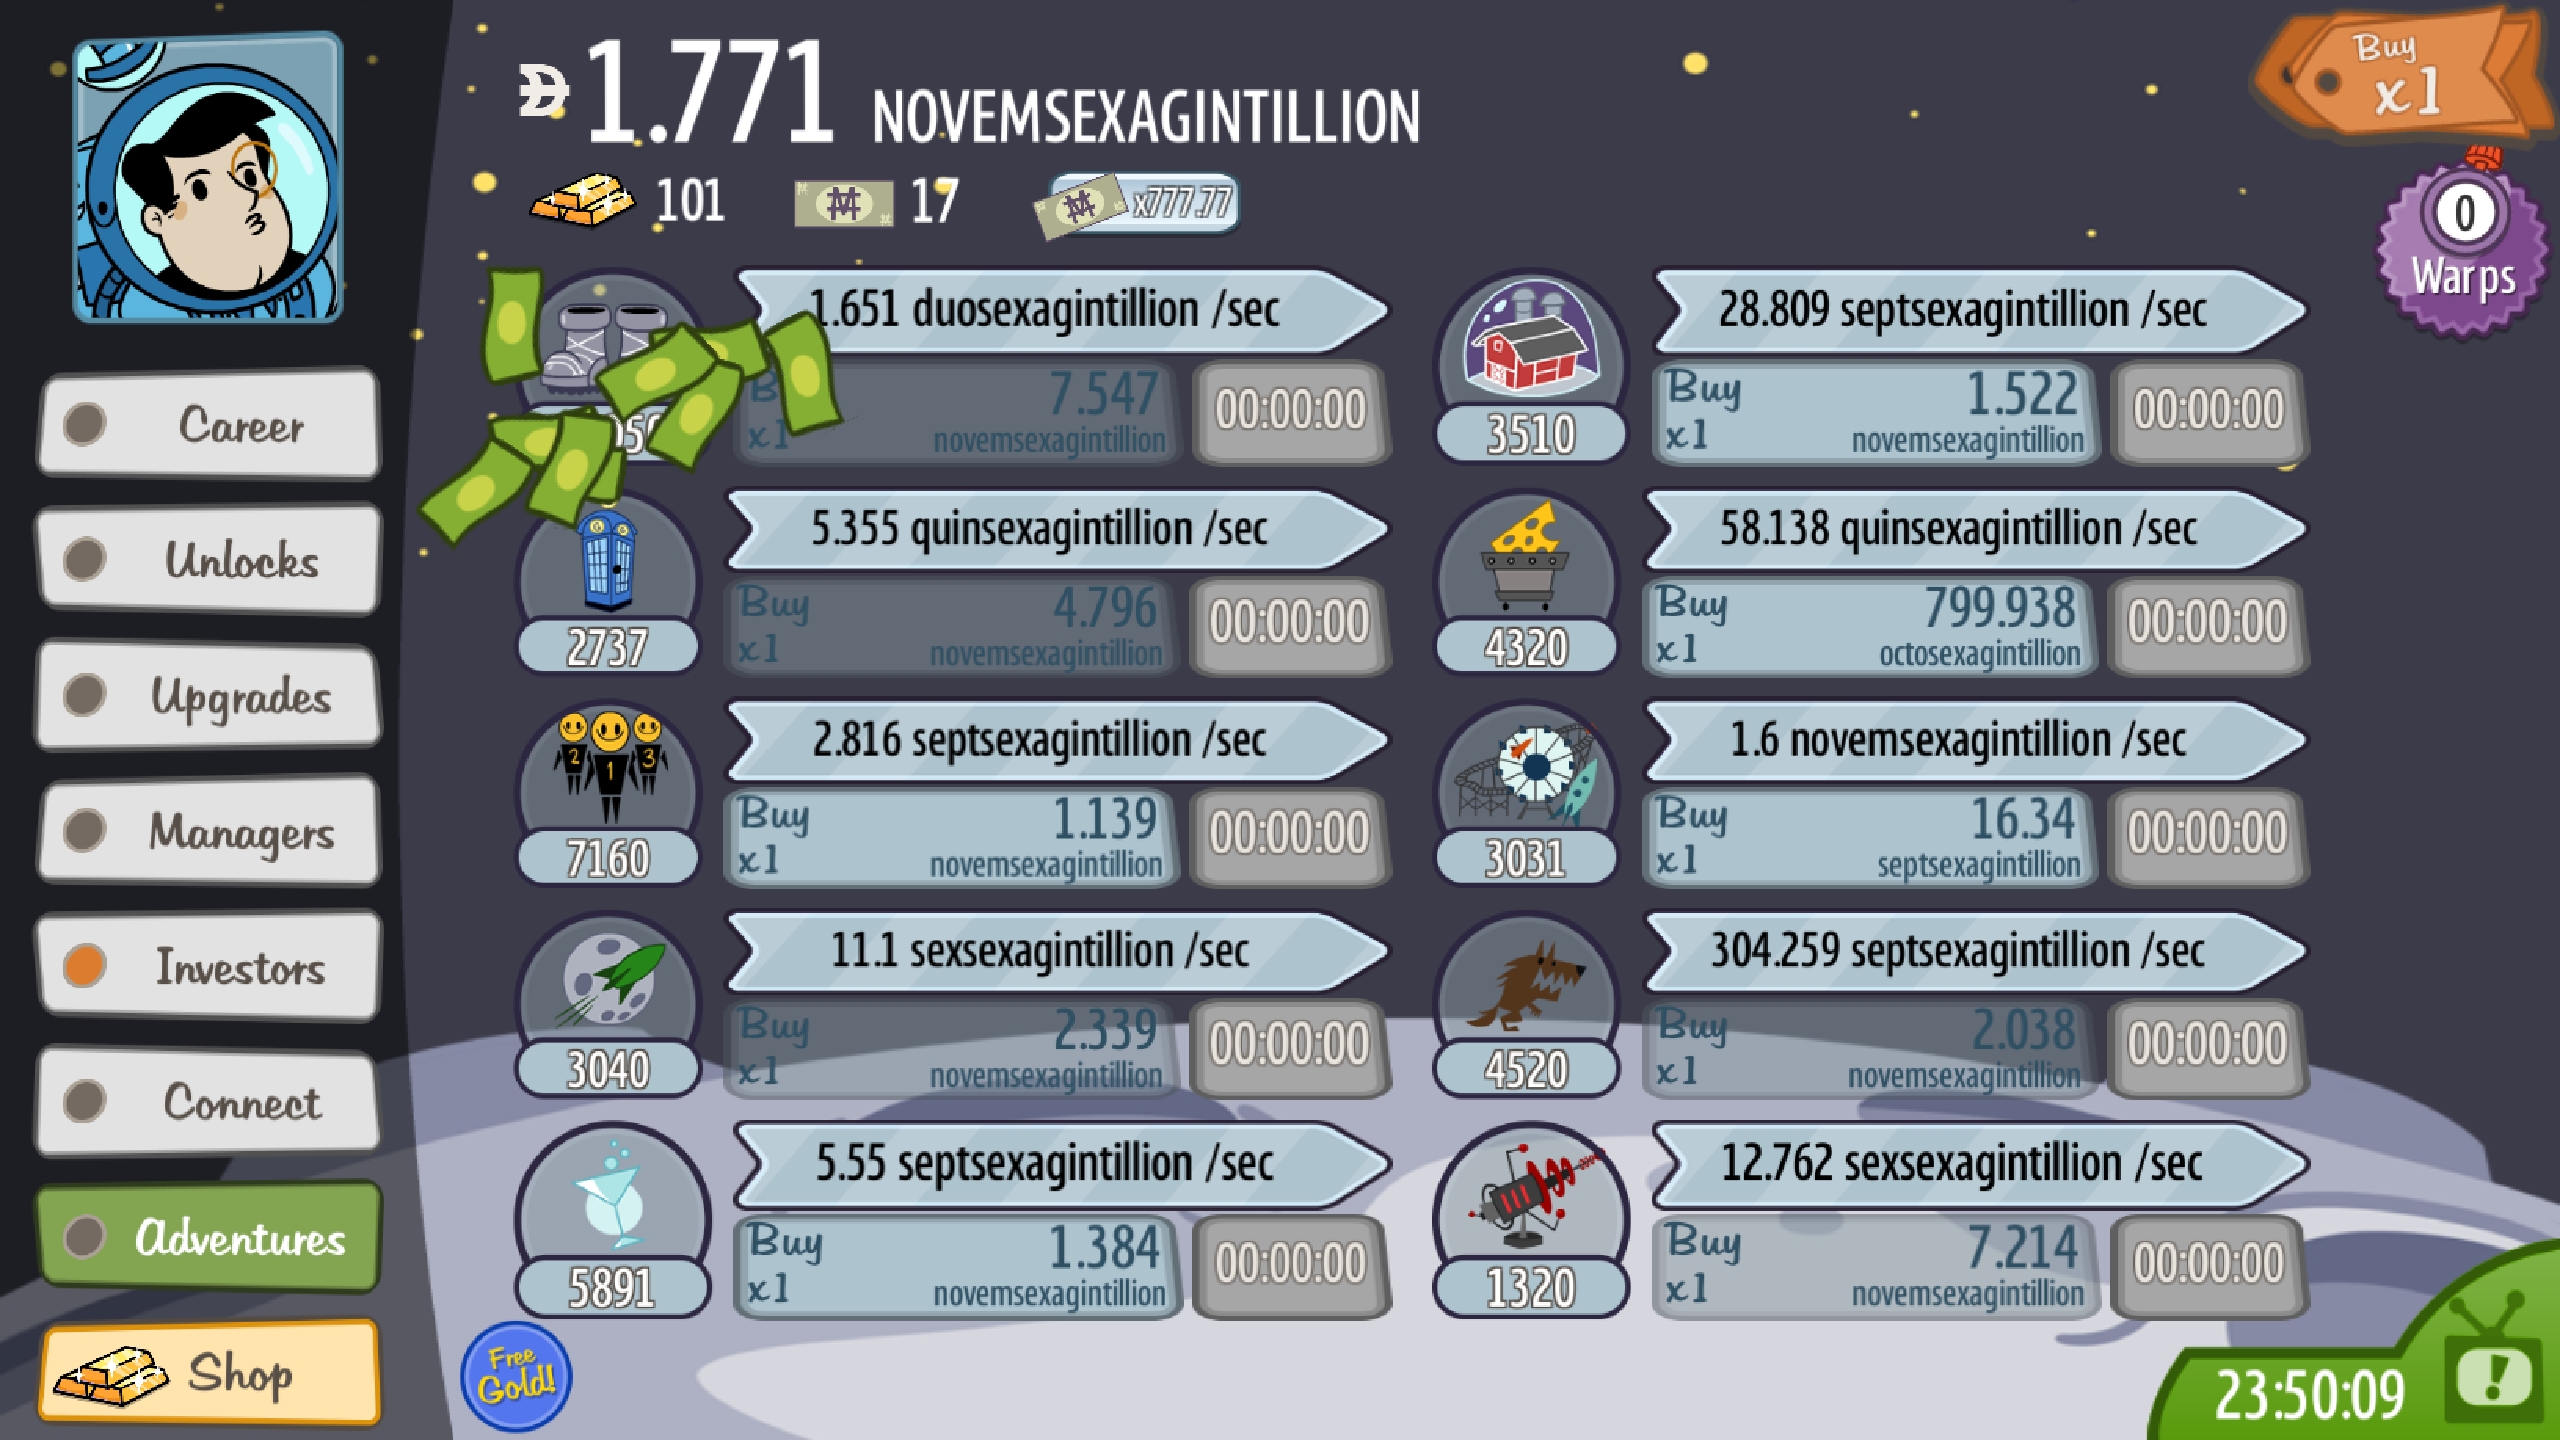 1.771 NOVEMSEXAGINTILLION
Buy
x1
101
17
x777.77
0
Warps
Career
Unlocks
Upgrades
Managers
Investors
Connect
Adventures
Shop
1.651 duosexagintillion /sec
7.547
x1
novemsexagintillion
00:00:00
5.355 quinsexagintillion /sec
2737
Buy 4.796
x1 novemsexagintillion
00:00:00
2.816 septsexagintillion /sec
2 1 3
7160
Buy 1.139
x1 novemsexagintillion
00:00:00
11.1 sexsexagintillion /sec
3040
Buy 2.339
x1 novemsexagintillion
00:00:00
5.55 septsexagintillion /sec
5891
Buy 1.384
x1 novemsexagintillion
00:00:00
28.809 septsexagintillion /sec
3510
Buy 1.522
x1 novemsexagintillion
00:00:00
58.138 quinsexagintillion /sec
4320
Buy 799.938
x1 octosexagintillion
00:00:00
1.6 novemsexagintillion /sec
3031
Buy 16.34
x1 septsexagintillion
00:00:00
304.259 septsexagintillion /sec
4520
Buy 2.038
x1 novemsexagintillion
00:00:00
12.762 sexsexagintillion /sec
1320
Buy 7.214
x1 novemsexagintillion
00:00:00
Free
Gold!
23:50:09
!